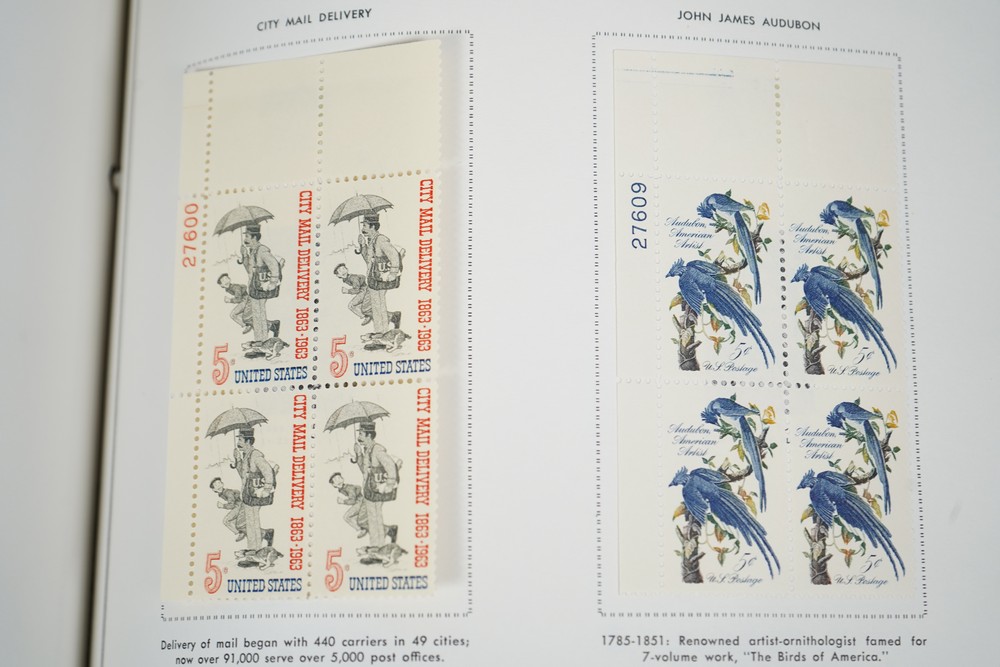 CITY MAIL DELIVERY
27600
CITY MAIL DELIVERY 1863·1963
5c
UNITED STATES
CITY MAIL DELIVERY 1863·1963
5c
UNITED STATES
CITY MAIL DELIVERY 1863·1963
5c
UNITED STATES
CITY MAIL DELIVERY 1863·1963
5c
UNITED STATES
Delivery of mail began with 440 carriers in 49 cities;
now over 91,000 serve over 5,000 post offices.
JOHN JAMES AUDUBON
27609
Audubon,
American
Artist
5¢
U.S. Postage
Audubon,
American
Artist
5¢
U.S. Postage
Audubon,
American
Artist
5¢
U.S. Postage
Audubon,
American
Artist
5¢
U.S. Postage
1785-1851: Renowned artist-ornithologist famed for
7-volume work, "The Birds of America."